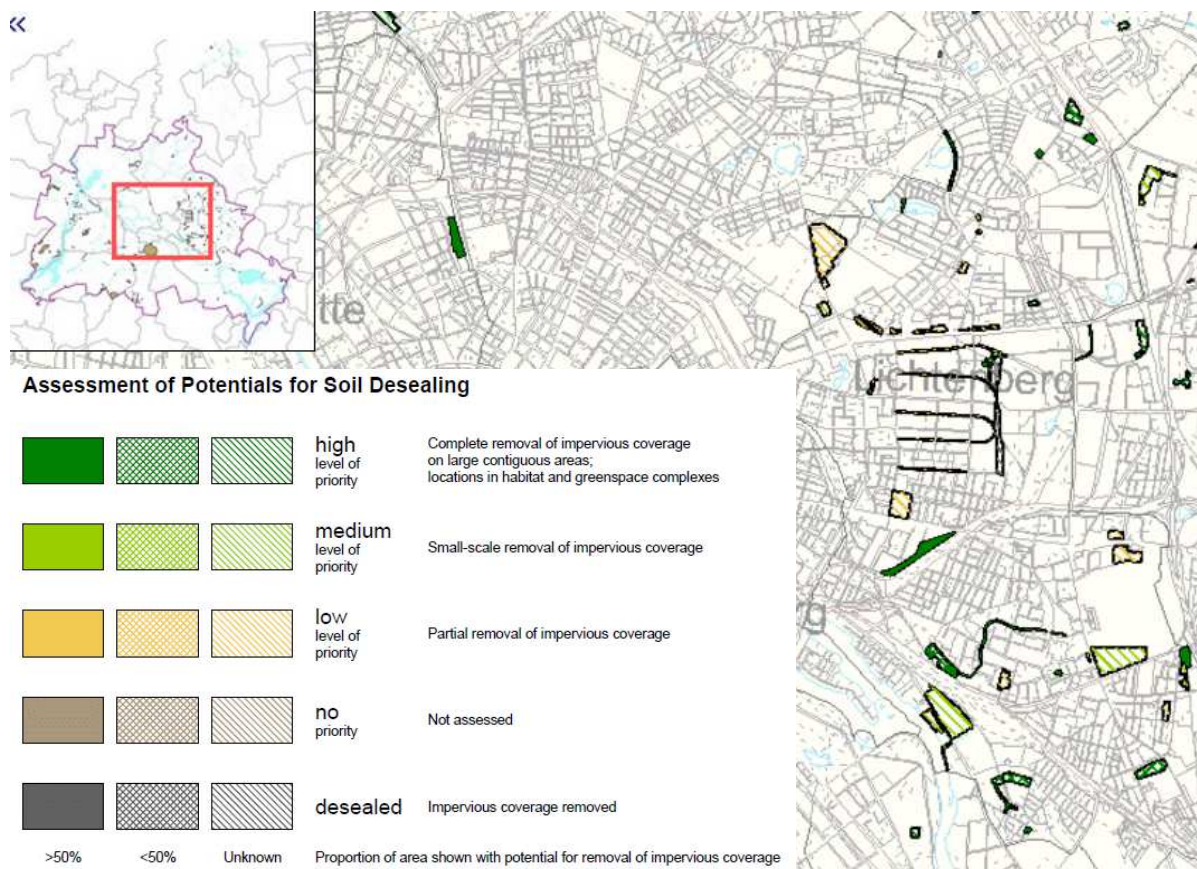 «
tte
Lichtenberg
rg
Assessment of Potentials for Soil Desealing
high
level of
priority
Complete removal of impervious coverage
on large contiguous areas;
locations in habitat and greenspace complexes
medium
level of
priority
Small-scale removal of impervious coverage
low
level of
priority
Partial removal of impervious coverage
no
priority
Not assessed
desealed
Impervious coverage removed
>50%
<50%
Unknown
Proportion of area shown with potential for removal of impervious coverage